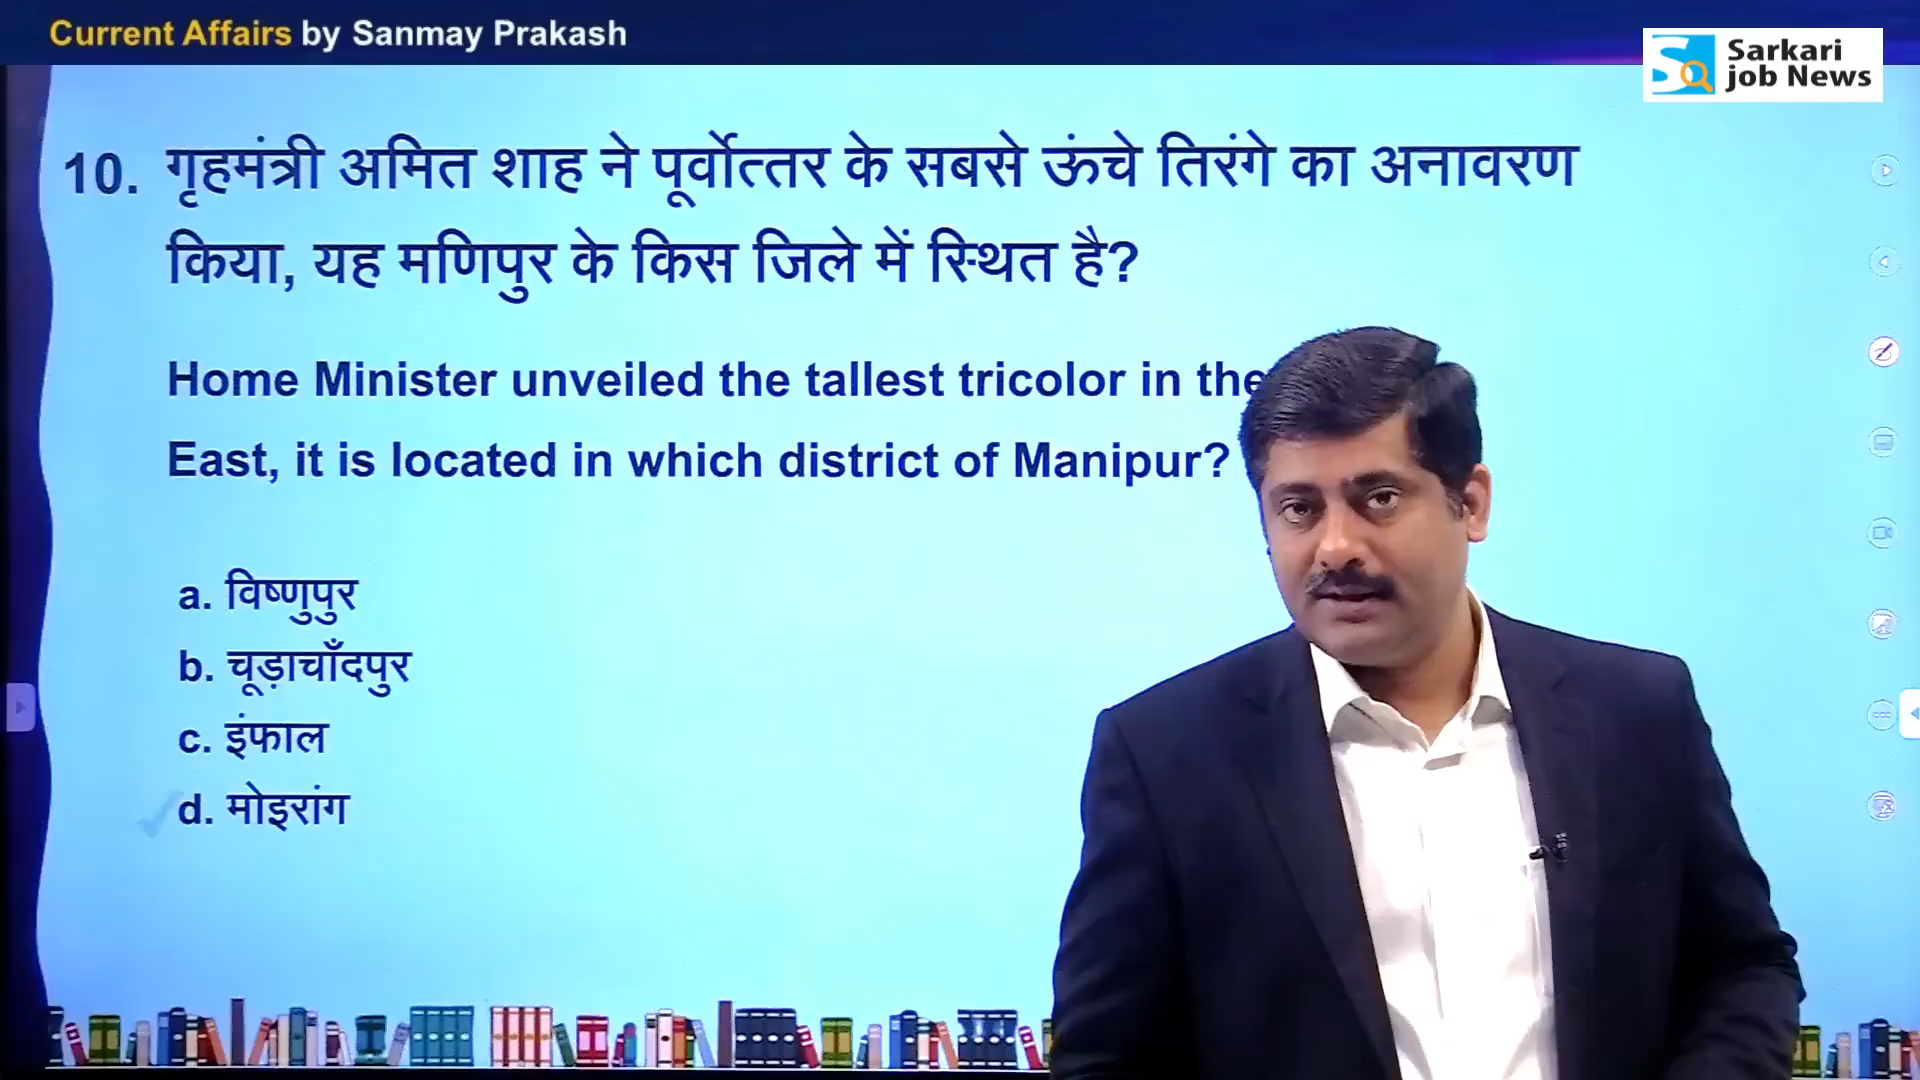 Current Affairs by Sanmay Prakash
Sarkari
job News
10. गृहमंत्री अमित शाह ने पूर्वोत्तर के सबसे ऊंचे तिरंगे का अनावरण
किया, यह मणिपुर के किस जिले में स्थित है?
Home Minister unveiled the tallest tricolor in the
East, it is located in which district of Manipur?
a. विष्णुपुर
b. चूड़ाचाँदपुर
c. इंफाल
d. मोइरांग